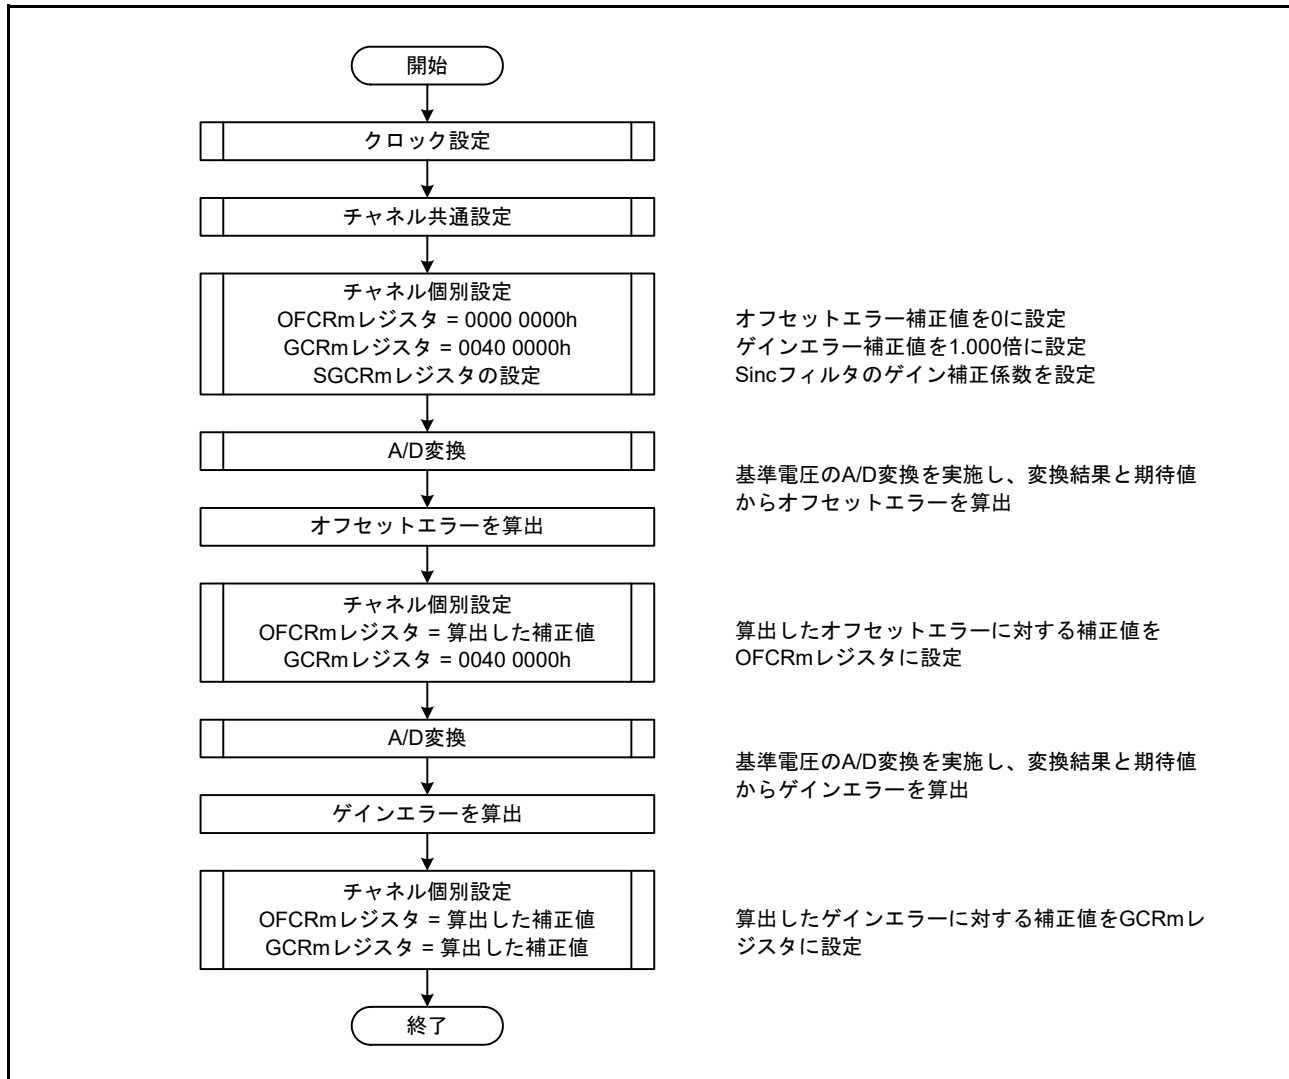 開始
クロック設定
チャネル共通設定
チャネル個別設定
OFCRmレジスタ = 0000 0000h
GCRmレジスタ = 0040 0000h
SGCRmレジスタの設定
オフセットエラー補正値を0に設定
ゲインエラー補正値を1.000倍に設定
Sincフィルタのゲイン補正係数を設定
A/D変換
基準電圧のA/D変換を実施し、変換結果と期待値
からオフセットエラーを算出
オフセットエラーを算出
チャネル個別設定
OFCRmレジスタ = 算出した補正値
GCRmレジスタ = 0040 0000h
算出したオフセットエラーに対する補正値を
OFCRmレジスタに設定
A/D変換
基準電圧のA/D変換を実施し、変換結果と期待値
からゲインエラーを算出
ゲインエラーを算出
チャネル個別設定
OFCRmレジスタ = 算出した補正値
GCRmレジスタ = 算出した補正値
算出したゲインエラーに対する補正値をGCRmレ
ジスタに設定
終了